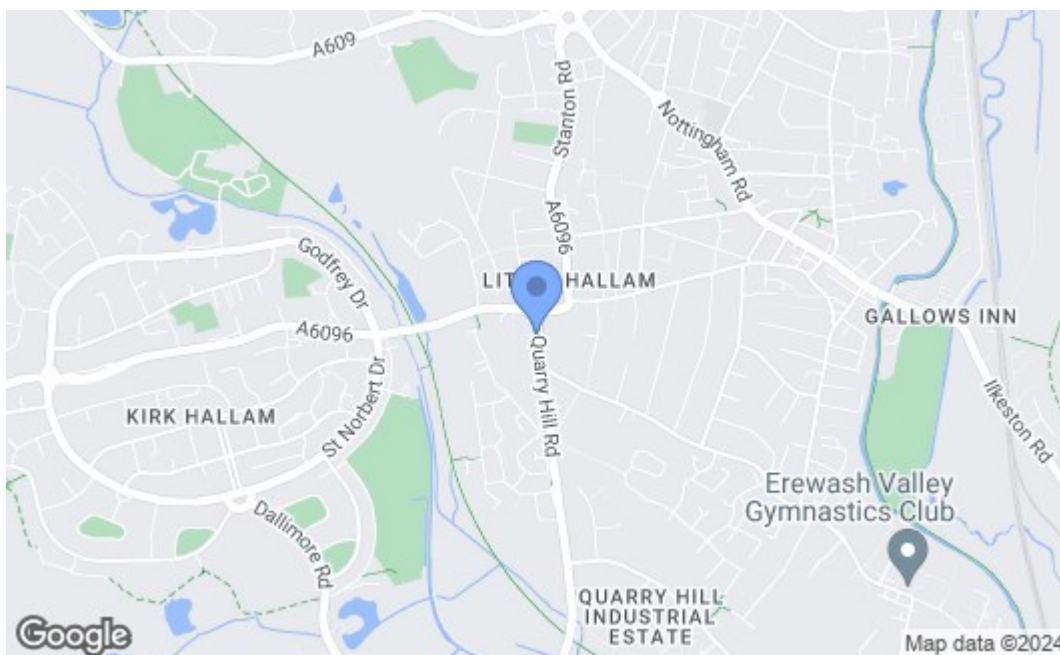 A609
Stanton Rd
Nottingham Rd
A6096
Godfrey Dr
LIT HALLAM
GALLOWS INN
A6096
Quarry Hill Rd
St Norbert Dr
Ilkeston Rd
KIRK HALLAM
Erewash Valley
Gymnastics Club
Dallimore Rd
QUARRY HILL
INDUSTRIAL
ESTATE
Google
Map data ©2024